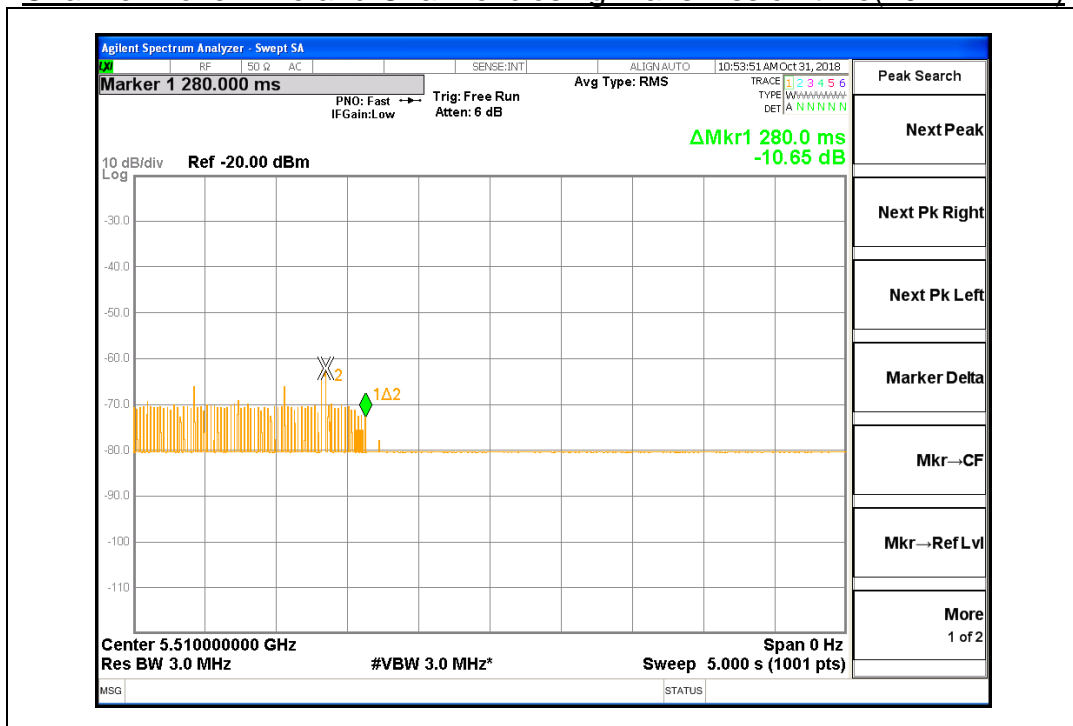 Agilent Spectrum Analyzer - Swept SA
LXI RF 50 Ω AC SENSE:INT ALIGN AUTO 10:53:51 AM Oct 31, 2018
Marker 1 280.000 ms
PNO: Fast
IFGain:Low
Trig: Free Run
Atten: 6 dB
Avg Type: RMS
TRACE 1 2 3 4 5 6
TYPE
DET A N N N N N
ΔMkr1 280.0 ms
-10.65 dB
10 dB/div Ref -20.00 dBm
Log
-30.0
-40.0
-50.0
-60.0
-70.0
-80.0
-90.0
-100
-110
2
1Δ2
Center 5.510000000 GHz Span 0 Hz
Res BW 3.0 MHz #VBW 3.0 MHz* Sweep 5.000 s (1001 pts)
MSG STATUS
Peak Search
Next Peak
Next Pk Right
Next Pk Left
Marker Delta
Mkr→CF
Mkr→Ref Lvl
More
1 of 2